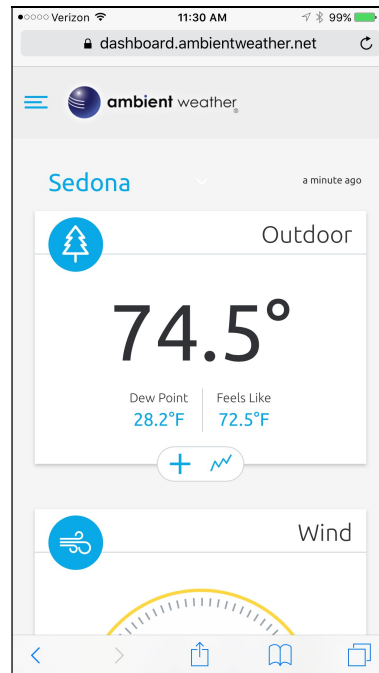 Verizon 11:30 AM 99%
dashboard.ambientweather.net
ambient weather®
Sedona a minute ago
Outdoor
74.5°
Dew Point Feels Like
28.2°F 72.5°F
Wind